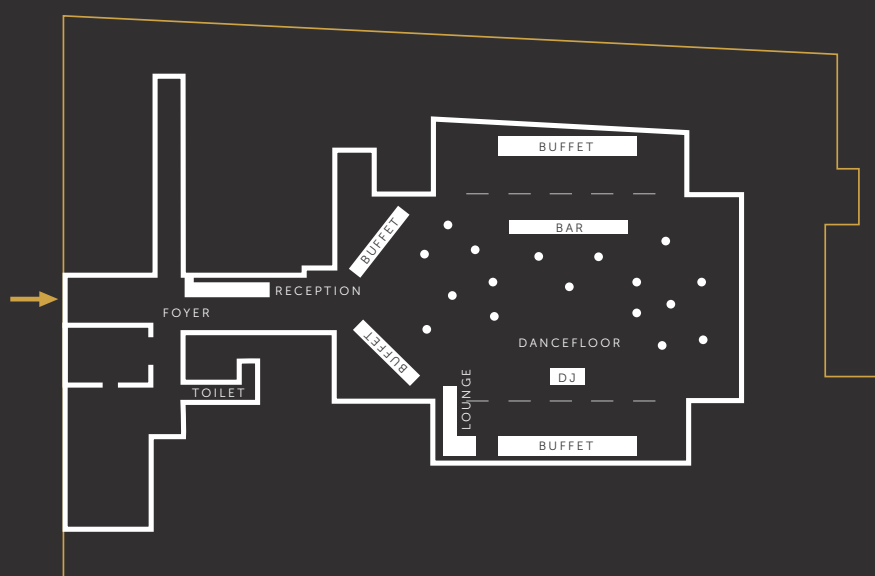 BUFFET
BAR
BUFFET
RECEPTION
FOYER
DANCEFLOOR
BUFFET
DJ
TOILET
LOUNGE
BUFFET